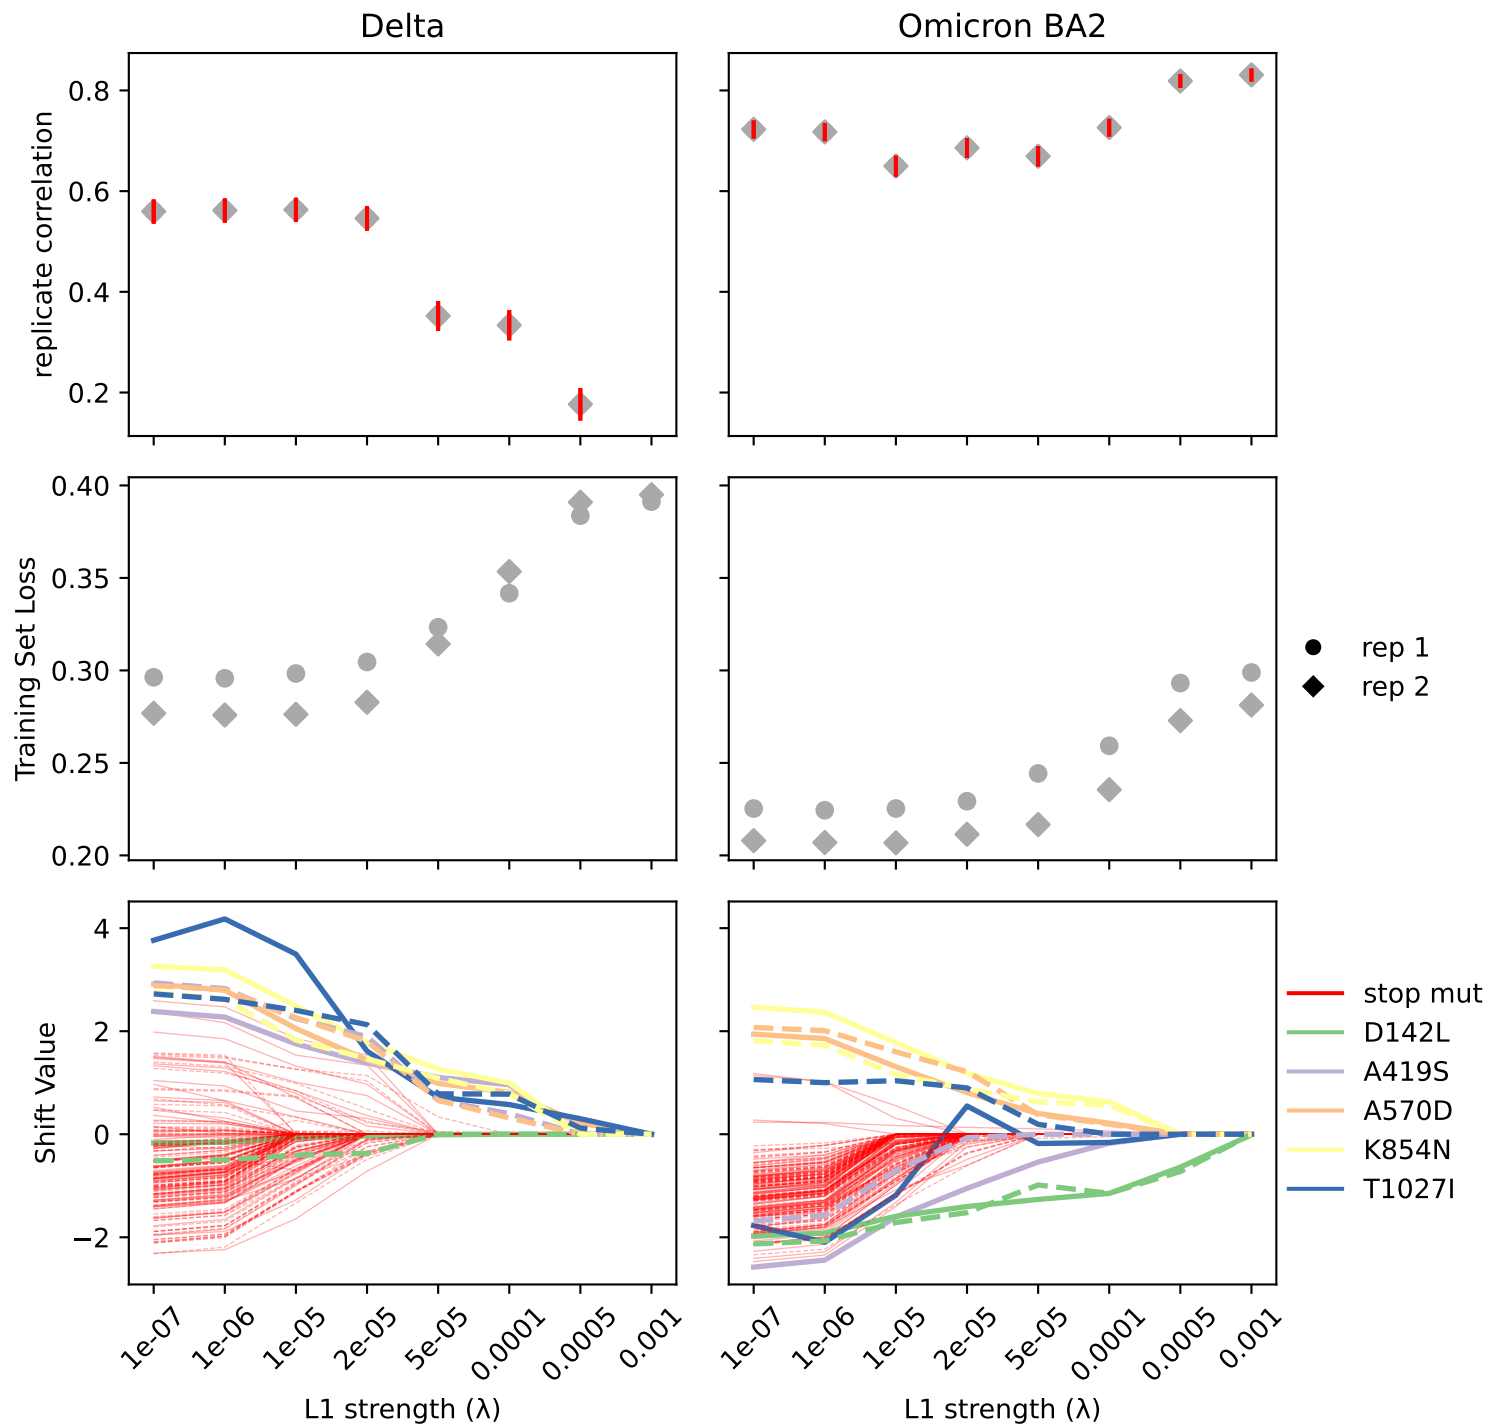 Delta
Omicron BA2
replicate correlation
0.8
0.6
0.4
0.2
Training Set Loss
0.40
0.35
0.30
0.25
0.20
rep 1
rep 2
Shift Value
4
2
0
−2
stop mut
D142L
A419S
A570D
K854N
T1027I
1e-07
1e-06
1e-05
2e-05
5e-05
0.0001
0.0005
0.001
1e-07
1e-06
1e-05
2e-05
5e-05
0.0001
0.0005
0.001
L1 strength (λ)
L1 strength (λ)